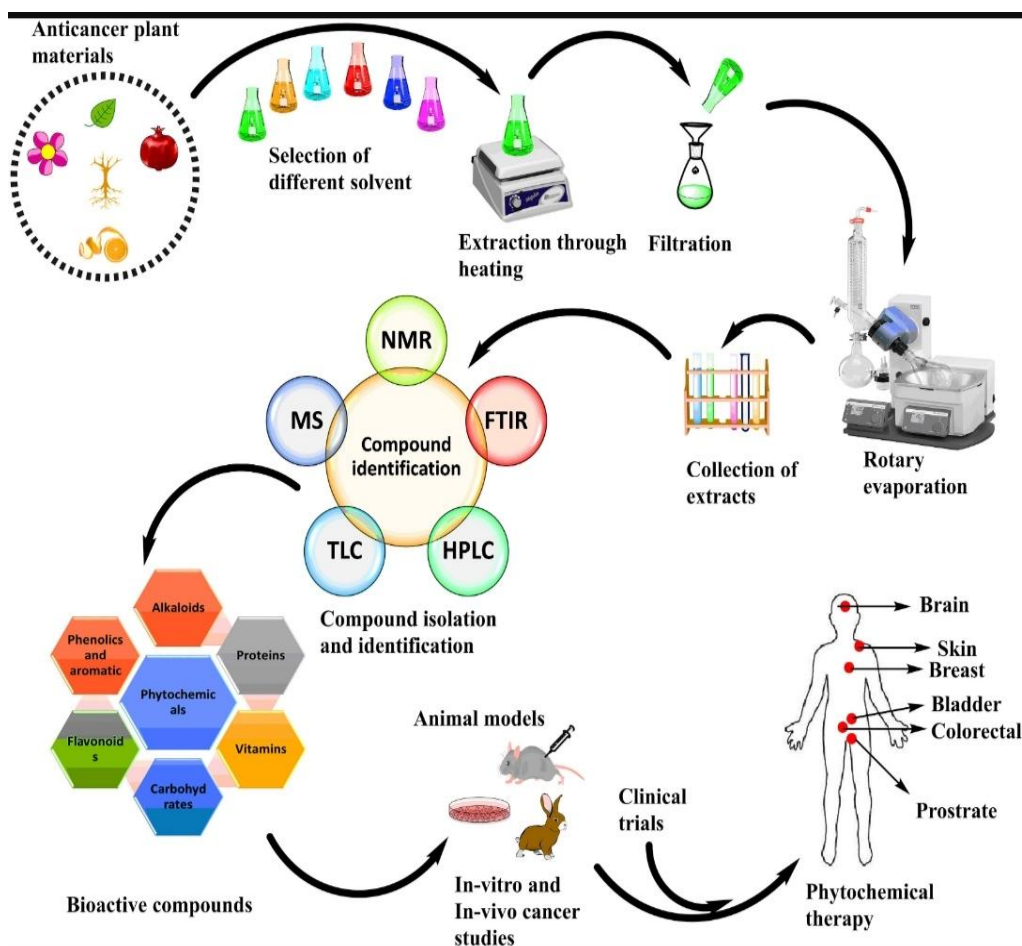 Anticancer plant
materials
Selection of
different solvent
Extraction through
heating
Filtration
Rotary
evaporation
Collection of
extracts
NMR
MS
FTIR
Compound
identification
TLC
HPLC
Compound isolation
and identification
Alkaloids
Phenolics
and
aromatic
Proteins
Phytochemic
als
Flavonoid
s
Vitamins
Carbohyd
rates
Bioactive compounds
Animal models
In-vitro and
In-vivo cancer
studies
Clinical
trials
Brain
Skin
Breast
Bladder
Colorectal
Prostrate
Phytochemical
therapy